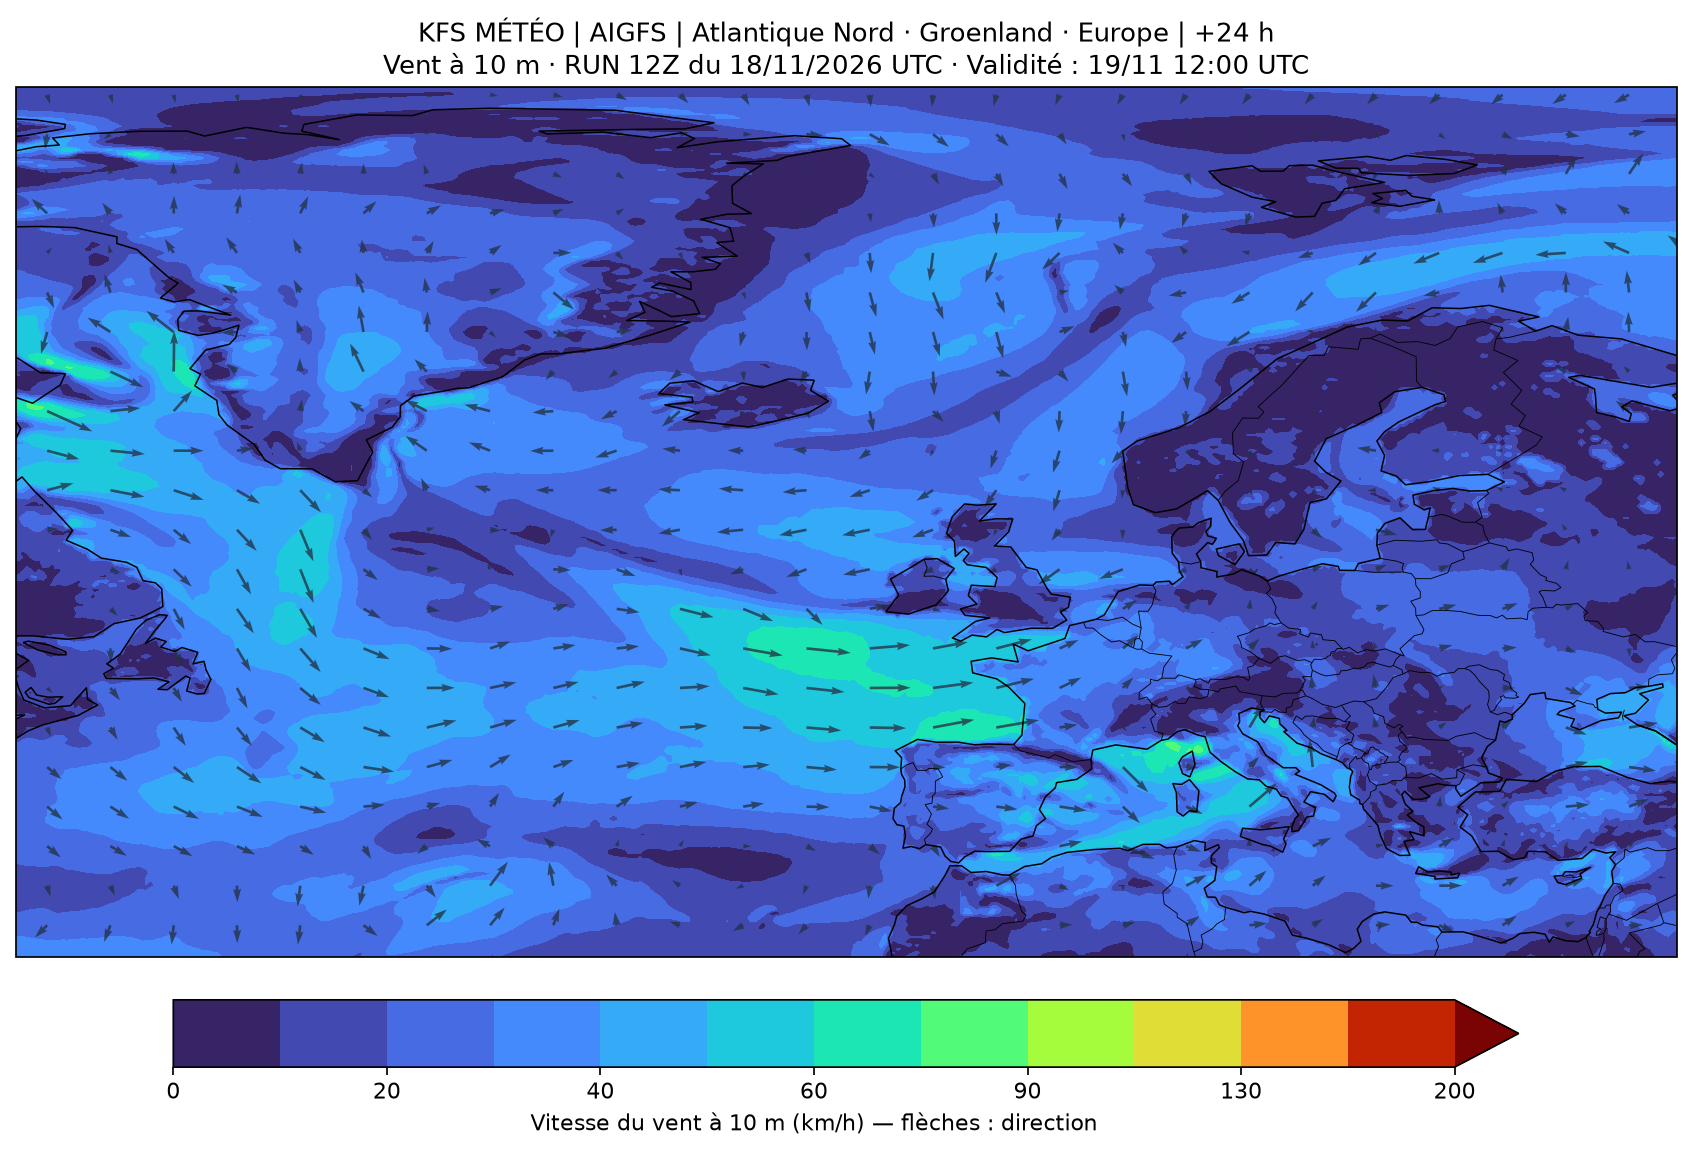 KFS MÉTÉO | AIGFS | Atlantique Nord · Groenland · Europe | +24 h
Vent à 10 m · RUN 12Z du 18/11/2026 UTC · Validité : 19/11 12:00 UTC
0 20 40 60 90 130 200
Vitesse du vent à 10 m (km/h) — flèches : direction